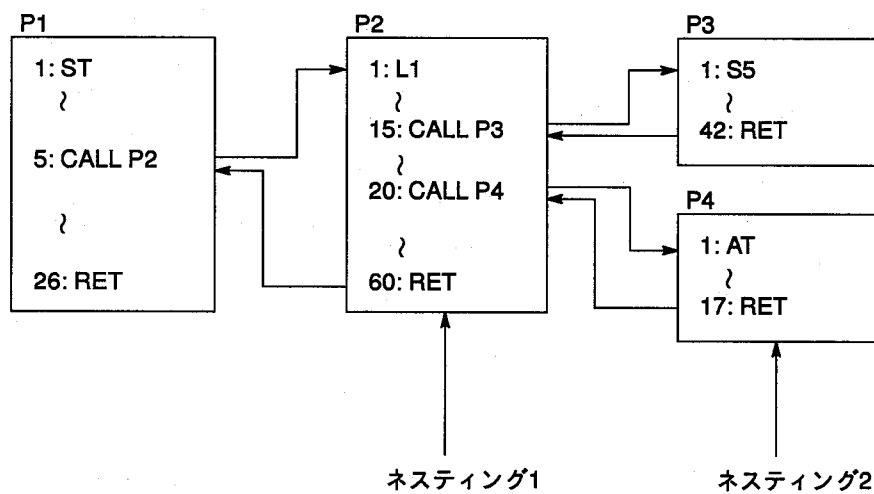 P1
1: ST
~
5: CALL P2
~
26: RET
P2
1: L1
~
15: CALL P3
~
20: CALL P4
~
60: RET
P3
1: S5
~
42: RET
P4
1: AT
~
17: RET
ネスティング1
ネスティング2